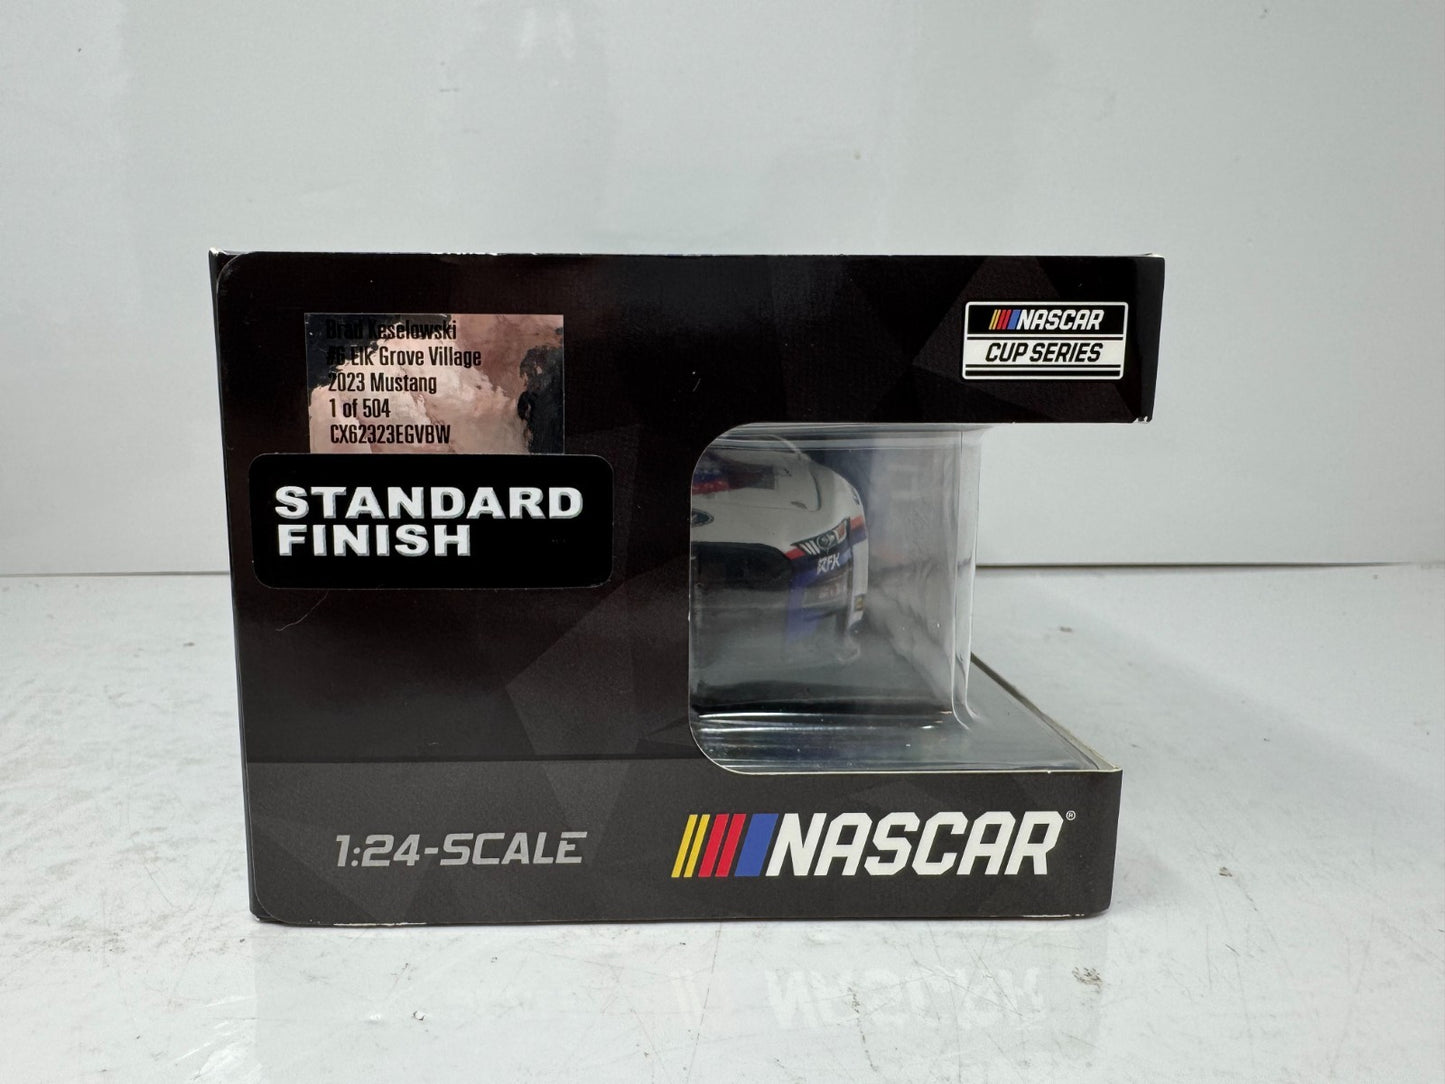 Brad Keselowski
#6 Elk Grove Village
2023 Mustang
1 of 504
CX62323EGVBW
STANDARD
FINISH
NASCAR
CUP SERIES
RFK
1:24-SCALE
NASCAR®